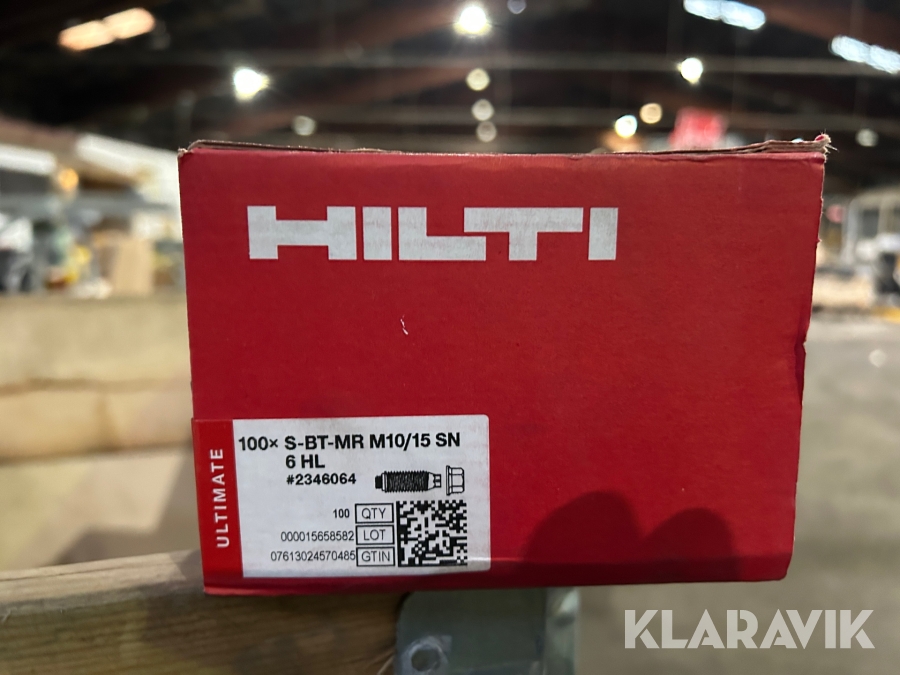 HILTI
ULTIMATE
100× S-BT-MR M10/15 SN
6 HL
#2346064
100 QTY
000015658582 LOT
07613024570485 GTIN
KLARAVIK